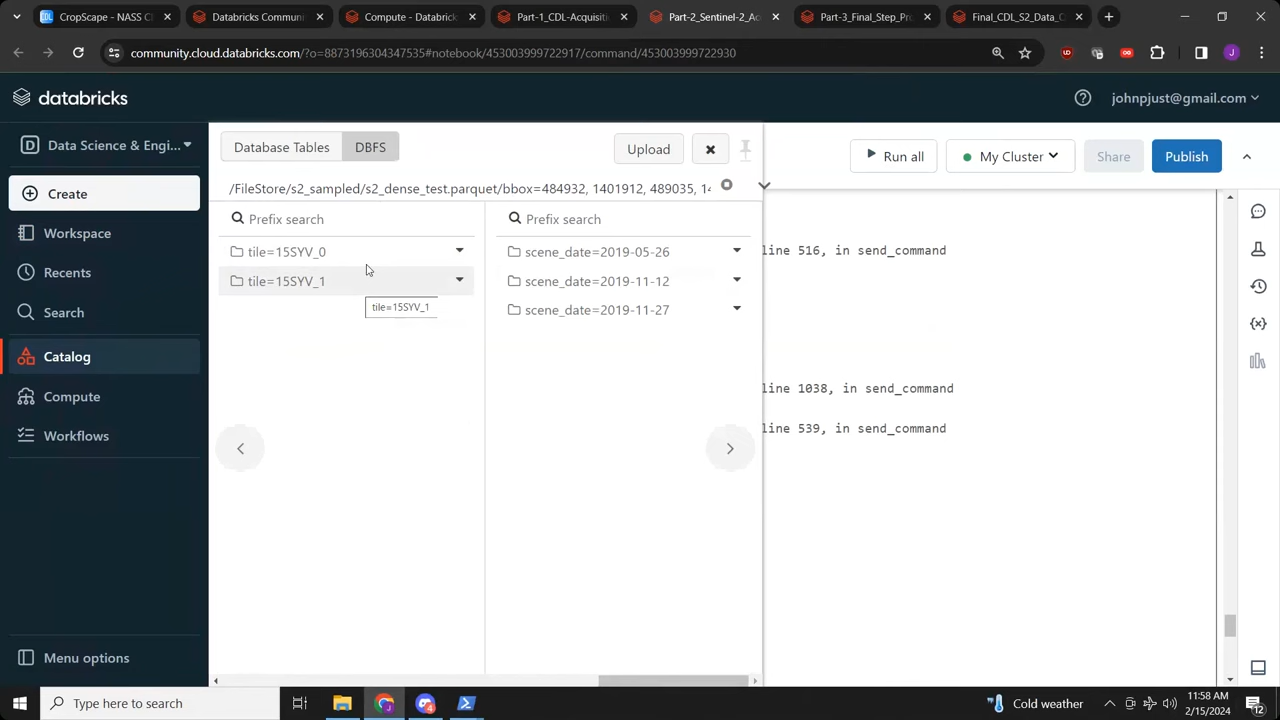 CropScape - NASS C
Databricks Communi
Compute - Databrick
Part-1_CDL-Acquisiti
Part-2_Sentinel-2_Ac
Part-3_Final_Step_Pr
Final_CDL_S2_Data_C
community.cloud.databricks.com/?o=8873196304347535#notebook/453003999722917/command/453003999722930
databricks
johnpjust@gmail.com
Data Science & Engi...
Database Tables
DBFS
Upload
Run all
My Cluster
Share
Publish
Create
/FileStore/s2_sampled/s2_dense_test.parquet/bbox=484932, 1401912, 489035, 14
Prefix search
Prefix search
Workspace
tile=15SYV_0
scene_date=2019-05-26
line 516, in send_command
Recents
tile=15SYV_1
scene_date=2019-11-12
tile=15SYV_1
scene_date=2019-11-27
Search
Catalog
line 1038, in send_command
Compute
line 539, in send_command
Workflows
Menu options
Type here to search
Cold weather
11:58 AM
2/15/2024
12